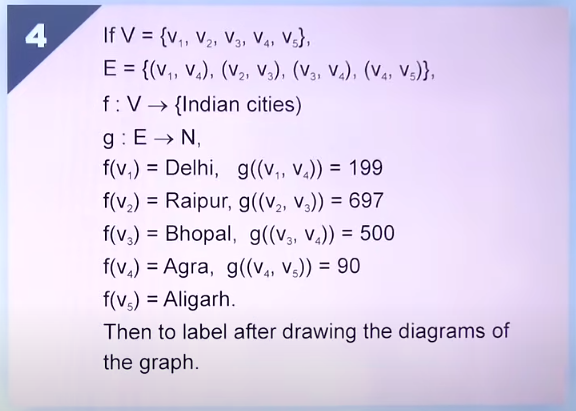 4
If V = {v₁, v₂, v₃, v₄, v₅},
E = {(v₁, v₄), (v₂, v₃), (v₃, v₄), (v₄, v₅)},
f : V → {Indian cities)
g : E → N,
f(v₁) = Delhi, g((v₁, v₄)) = 199
f(v₂) = Raipur, g((v₂, v₃)) = 697
f(v₃) = Bhopal, g((v₃, v₄)) = 500
f(v₄) = Agra, g((v₄, v₅)) = 90
f(v₅) = Aligarh.
Then to label after drawing the diagrams of
the graph.